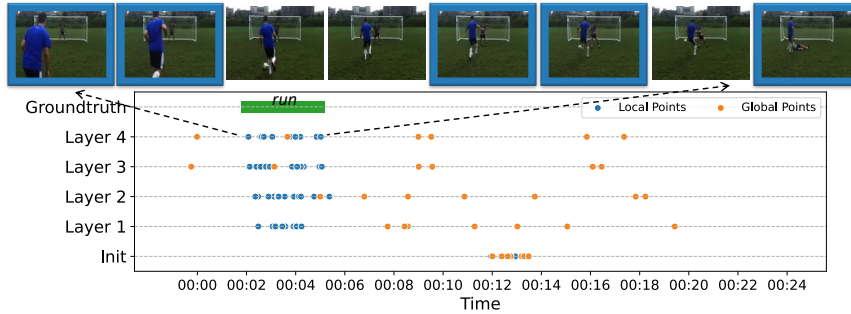 run
Groundtruth
Local Points Global Points
Layer 4
Layer 3
Layer 2
Layer 1
Init
00:00 00:02 00:04 00:06 00:08 00:10 00:12 00:14 00:16 00:18 00:20 00:22 00:24
Time